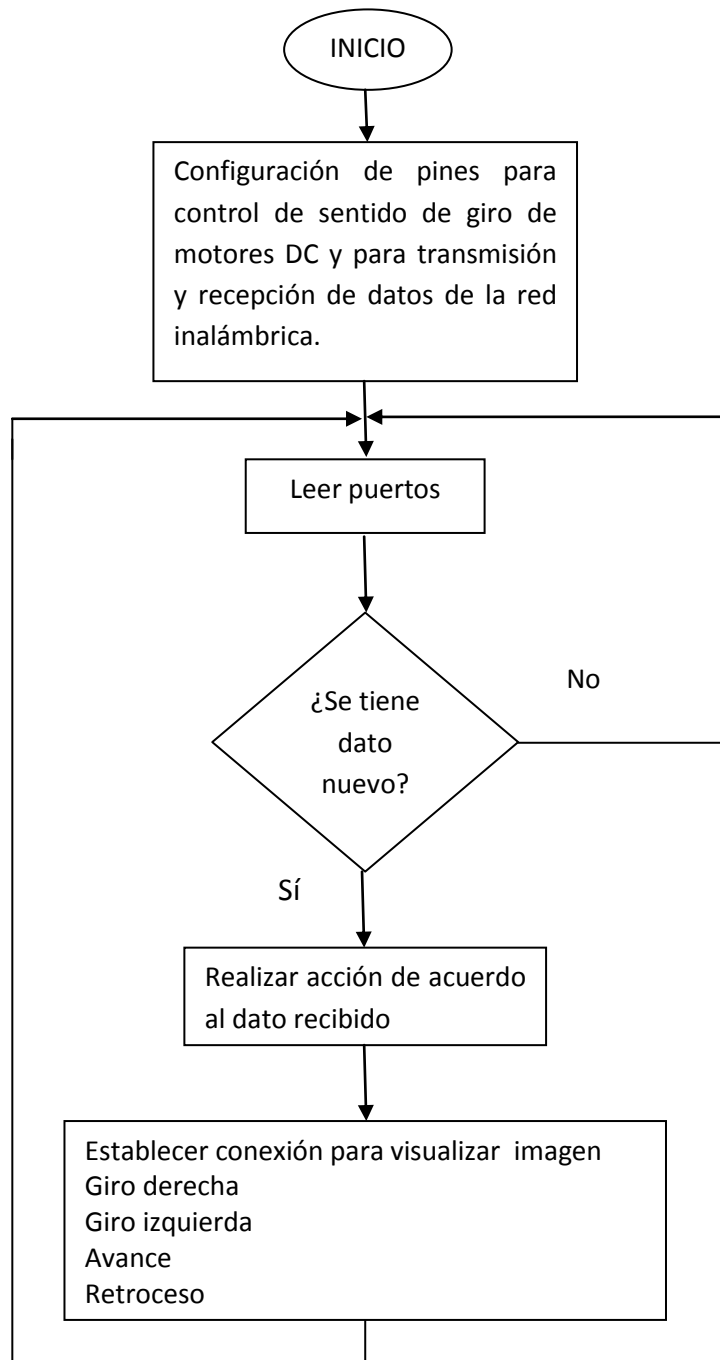 INICIO
Configuración de pines para
control de sentido de giro de
motores DC y para transmisión
y recepción de datos de la red
inalámbrica.
Leer puertos
¿Se tiene
dato
nuevo?
No
Sí
Realizar acción de acuerdo
al dato recibido
Establecer conexión para visualizar imagen
Giro derecha
Giro izquierda
Avance
Retroceso